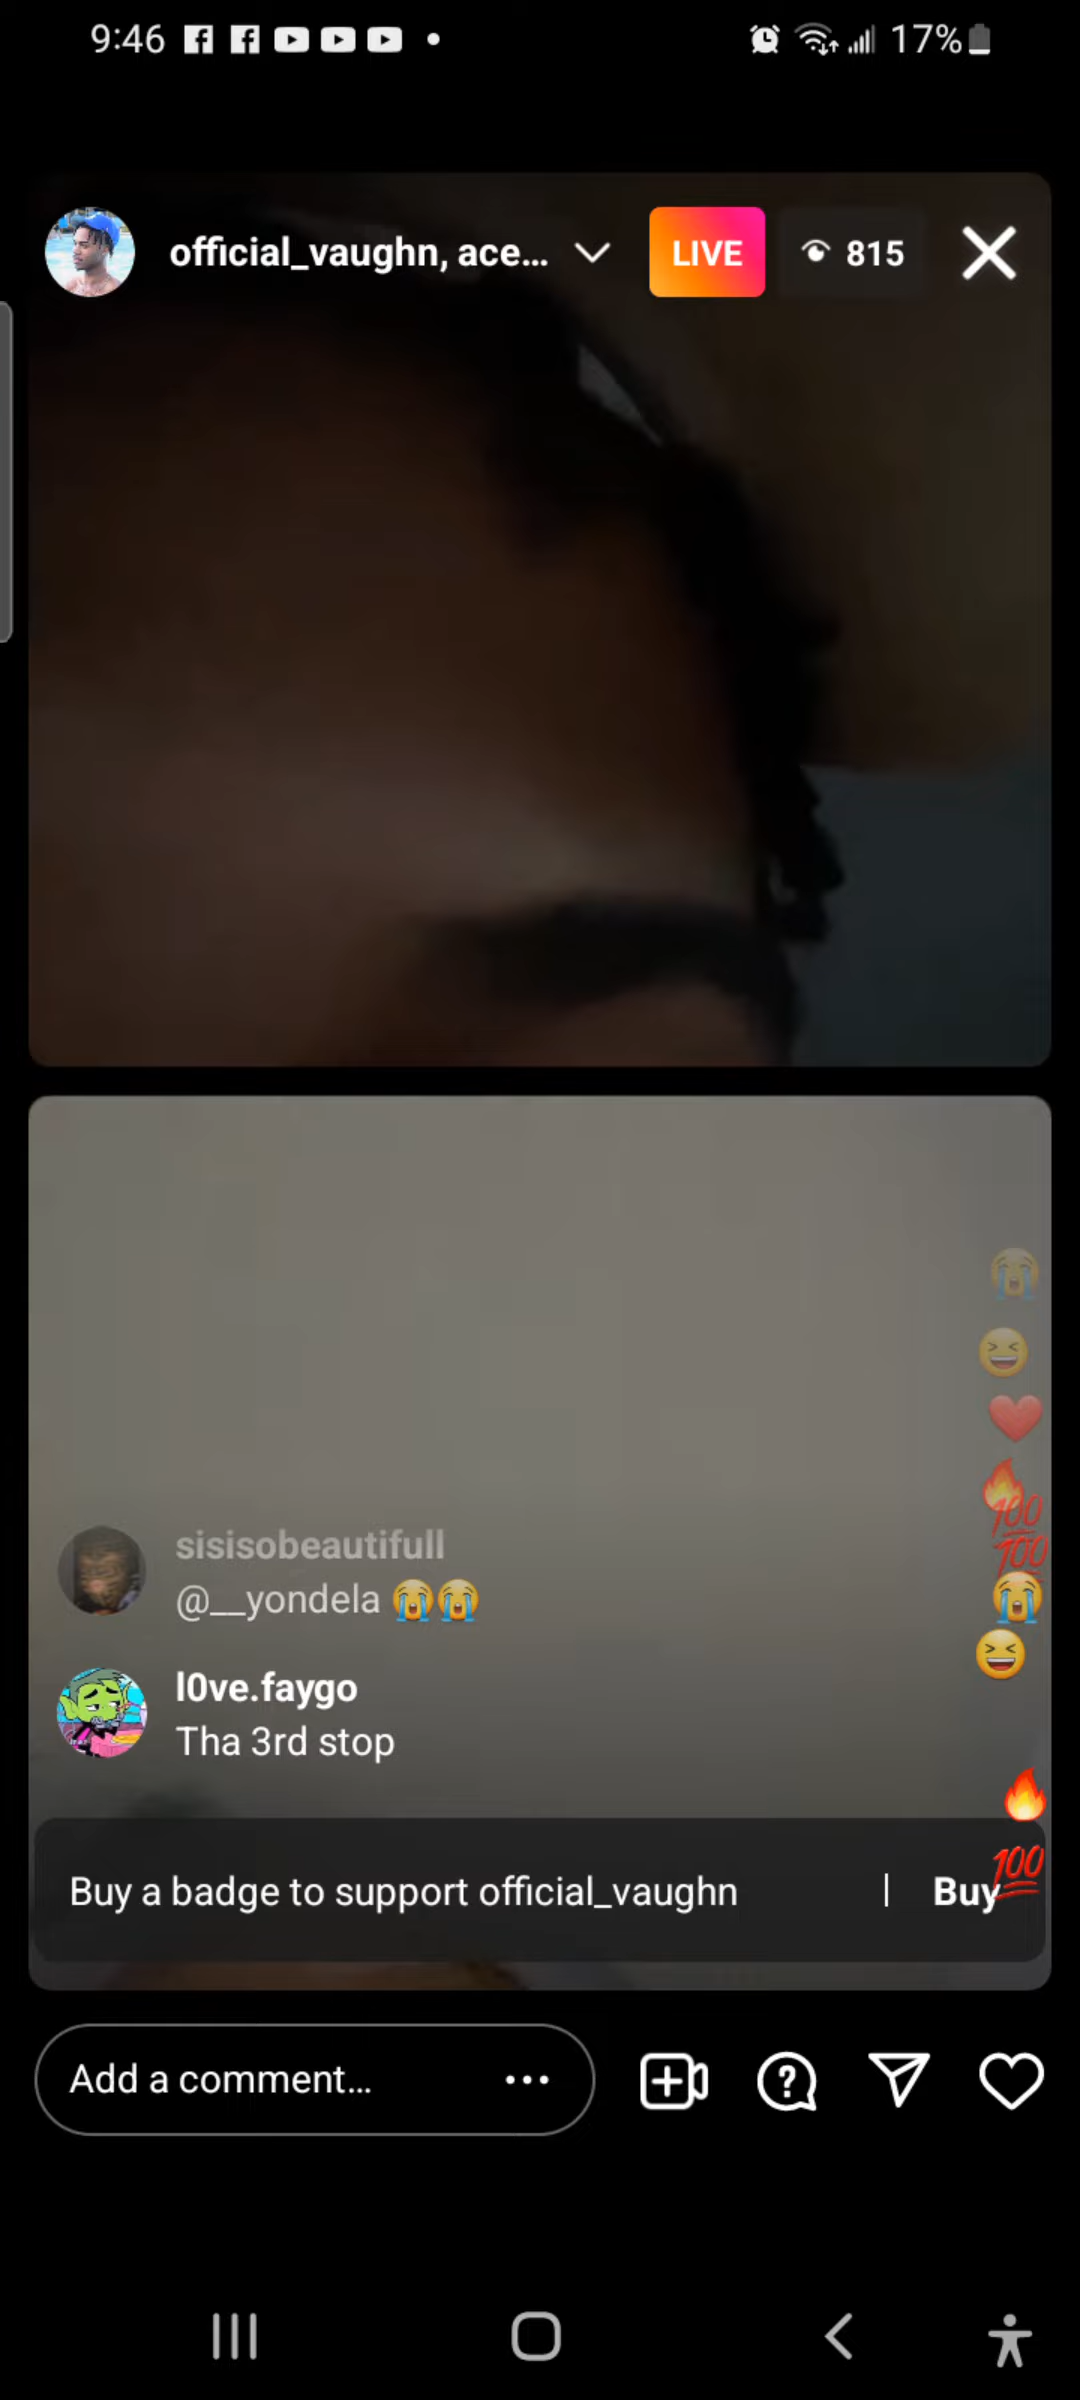 9:46
17%
official_vaughn, ace...
LIVE
815
sisisobeautifull
@__yondela 😭😭
l0ve.faygo
Tha 3rd stop
Buy a badge to support official_vaughn | Buy
Add a comment...